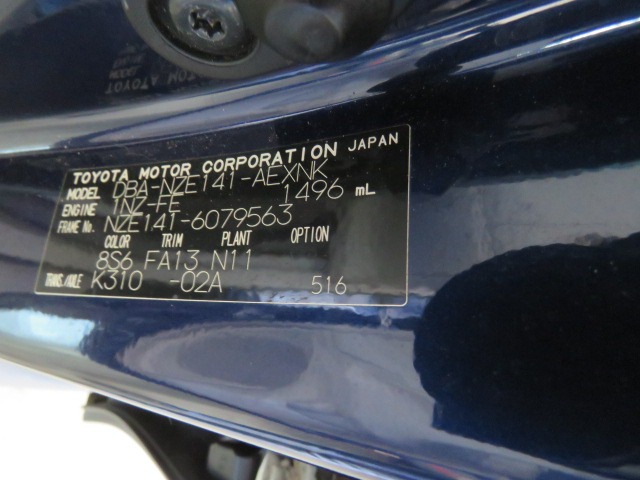 TOYOTA MOTOR CORPORATION JAPAN
MODEL DBA-NZE141-AEXNK
ENGINE 1NZ-FE 1496 mL
FRAME No. NZE141-6079563
COLOR TRIM PLANT OPTION
8S6 FA13 N11
TRANS./AXLE K310 -02A 516